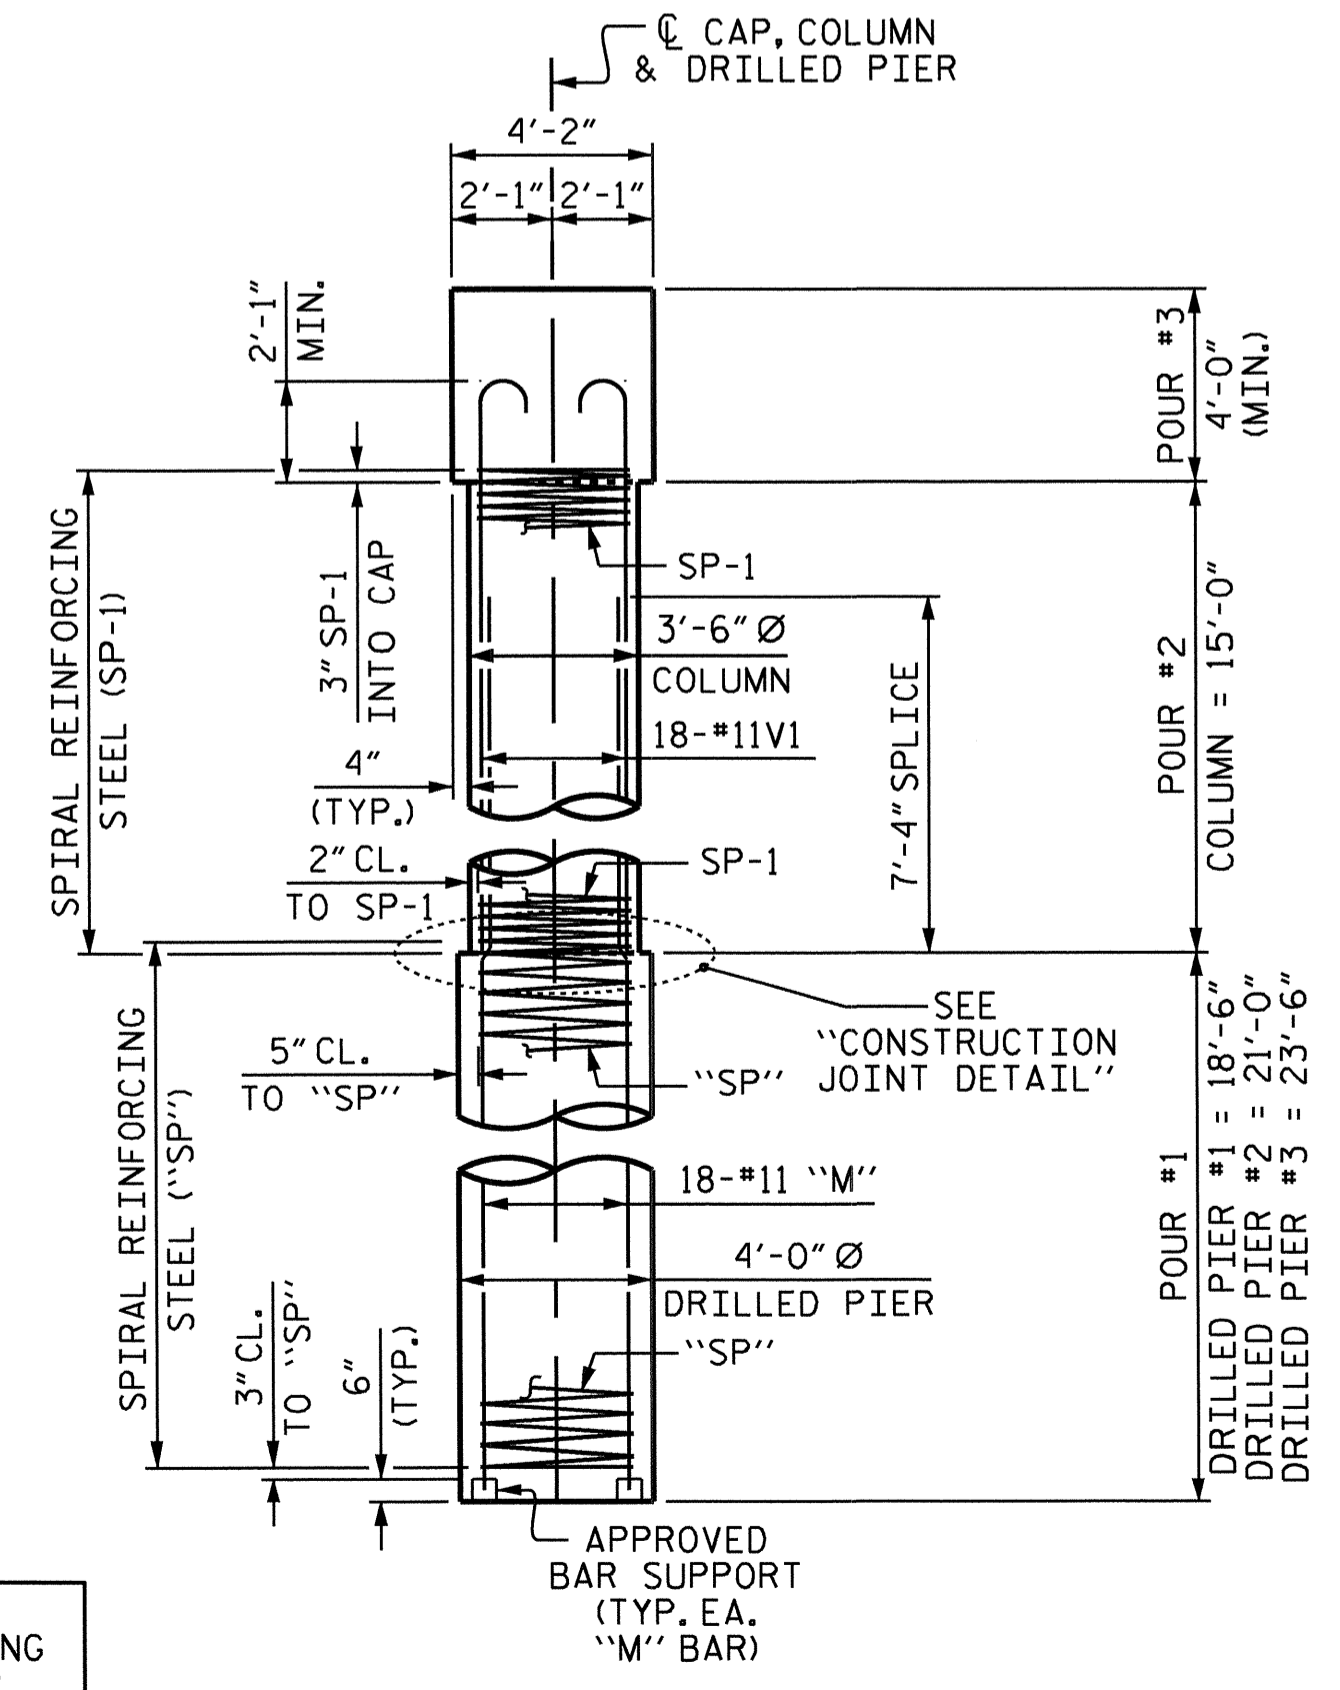 ℄ CAP, COLUMN
& DRILLED PIER
4'-2"
2'-1"
2'-1"
2'-1"
MIN.
POUR #3
4'-0"
(MIN.)
SPIRAL REINFORCING
STEEL (SP-1)
3" SP-1
INTO CAP
SP-1
3'-6" Ø
COLUMN
18-#11V1
4"
(TYP.)
7'-4" SPLICE
POUR #2
COLUMN = 15'-0"
2" CL.
TO SP-1
SP-1
SEE
"CONSTRUCTION
JOINT DETAIL"
5" CL.
TO "SP"
"SP"
SPIRAL REINFORCING
STEEL ("SP")
18-#11 "M"
4'-0" Ø
DRILLED PIER
"SP"
3" CL.
TO "SP"
6"
(TYP.)
POUR #1
DRILLED PIER #1 = 18'-6"
DRILLED PIER #2 = 21'-0"
DRILLED PIER #3 = 23'-6"
APPROVED
BAR SUPPORT
(TYP. EA.
"M" BAR)
NG